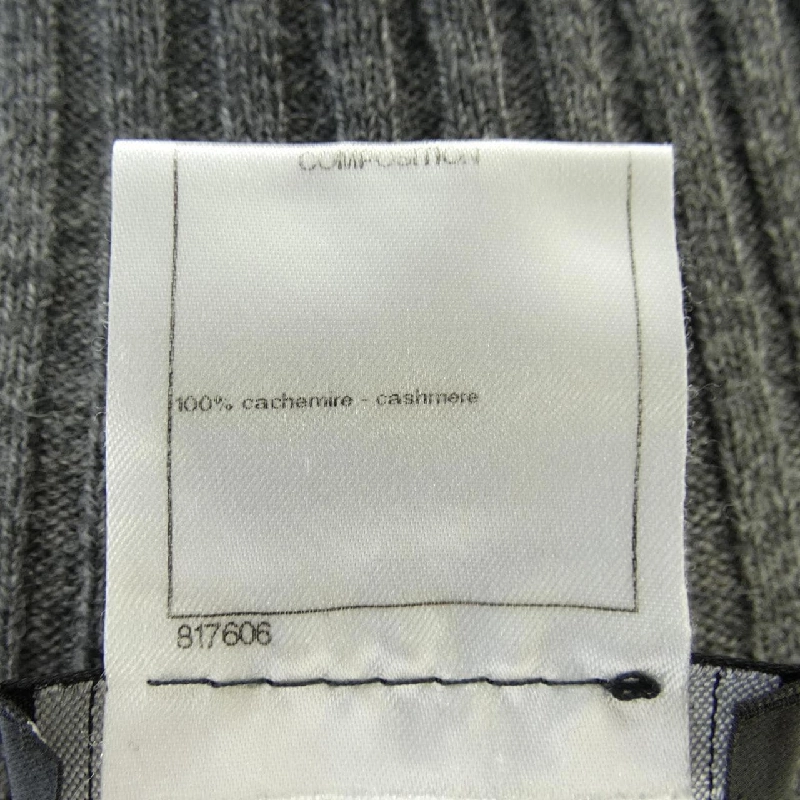 COMPOSITION
100% cachemire - cashmere
817606